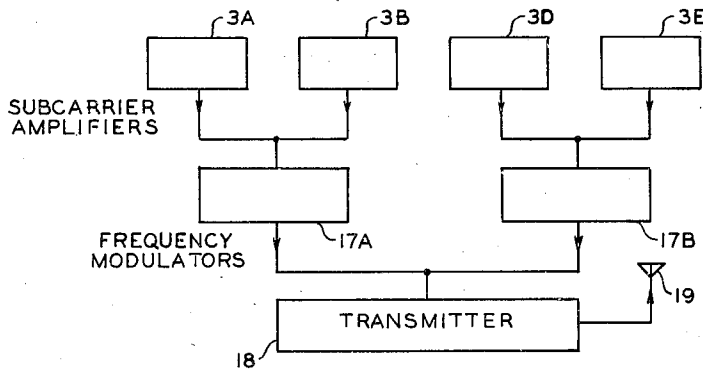 3A
3B
3D
3E
SUBCARRIER
AMPLIFIERS
17A
17B
FREQUENCY
MODULATORS
19
TRANSMITTER
18